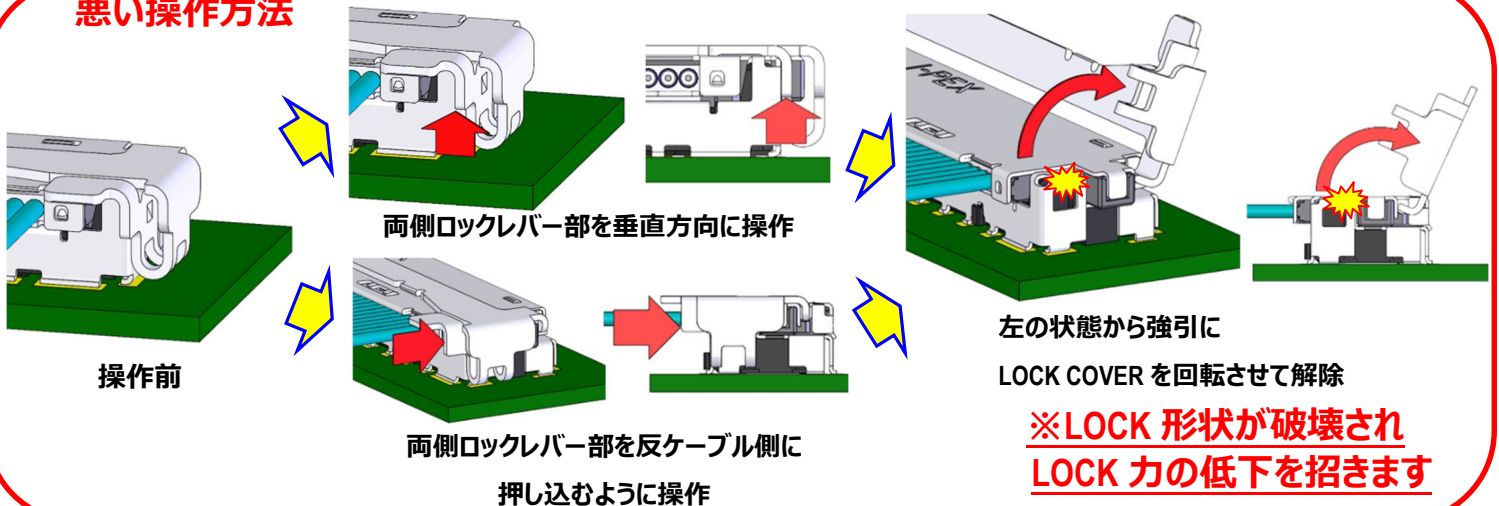 悪い操作方法
操作前
両側ロックレバー部を垂直方向に操作
両側ロックレバー部を反ケーブル側に
押し込むように操作
I-PEX
左の状態から強引に
LOCK COVER を回転させて解除
※LOCK 形状が破壊され
LOCK 力の低下を招きます